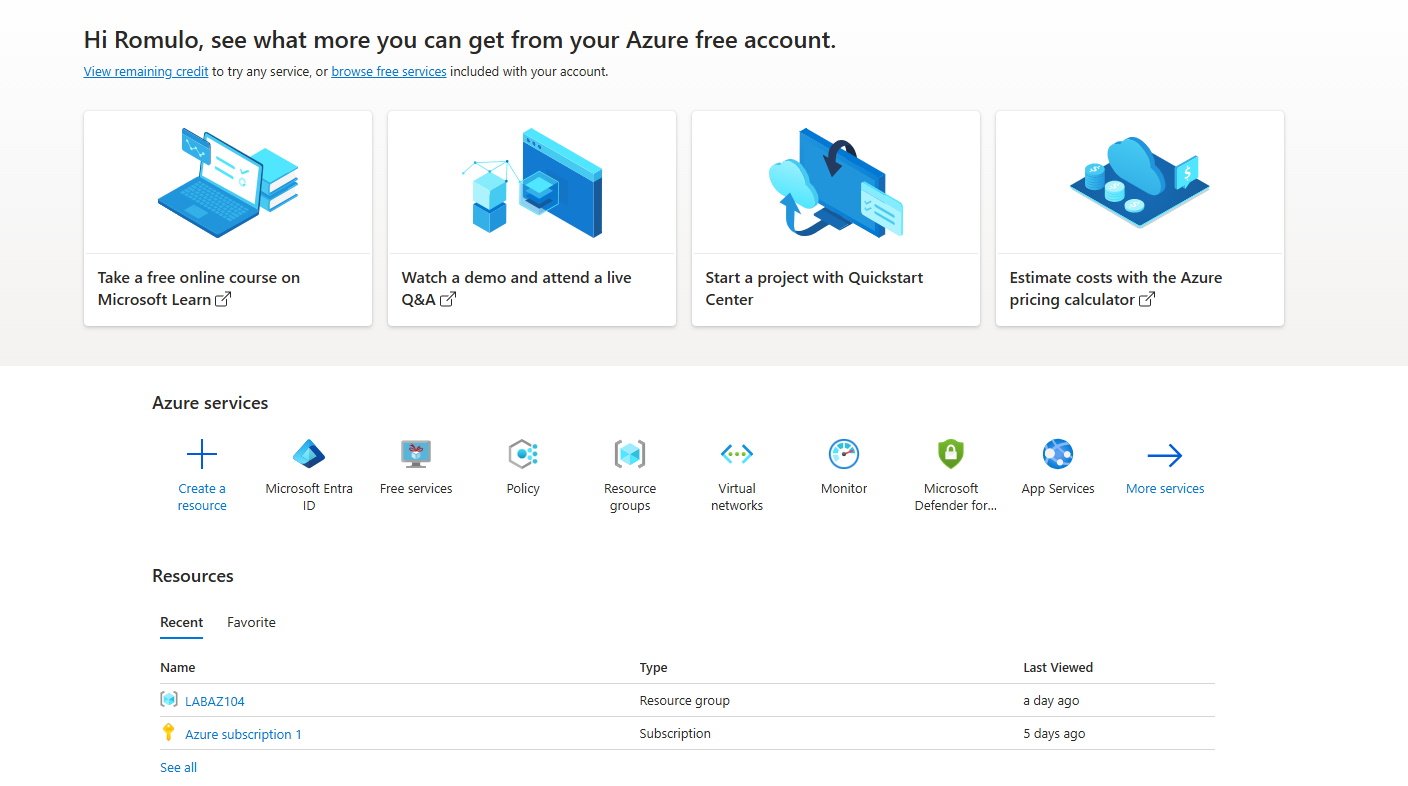 Hi Romulo, see what more you can get from your Azure free account.
View remaining credit to try any service, or browse free services included with your account.
Take a free online course on
Microsoft Learn
Watch a demo and attend a live
Q&A
Start a project with Quickstart
Center
Estimate costs with the Azure
pricing calculator
Azure services
Create a
resource
Microsoft Entra
ID
Free services
Policy
Resource
groups
Virtual
networks
Monitor
Microsoft
Defender for...
App Services
More services
Resources
Recent Favorite
Name Type Last Viewed
LABAZ104 Resource group a day ago
Azure subscription 1 Subscription 5 days ago
See all